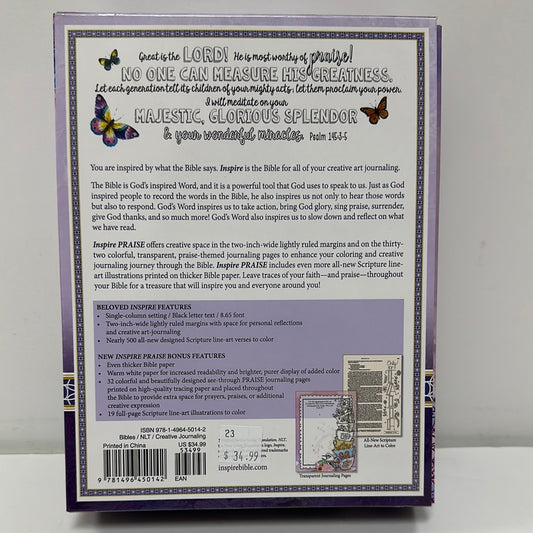 Great is the LORD! He is most worthy of praise!
NO ONE CAN MEASURE HIS GREATNESS.
Let each generation tell its children of your mighty acts; let them proclaim your power.
I will meditate on your
MAJESTIC, GLORIOUS SPLENDOR
& your wonderful miracles. Psalm 145:3-5
You are inspired by what the Bible says. Inspire is the Bible for all of your creative art journaling.
The Bible is God's inspired Word, and it is a powerful tool that God uses to speak to us. Just as God
inspired people to record the words in the Bible, he also inspires us not only to hear those words
but also to respond. God's Word inspires us to take action, bring God glory, sing praise, surrender,
give God thanks, and so much more! God's Word also inspires us to slow down and reflect on what
we have read.
Inspire PRAISE offers creative space in the two-inch-wide lightly ruled margins and on the thirty-
two colorful, transparent, praise-themed journaling pages to enhance your coloring and creative
journaling journey through the Bible. Inspire PRAISE includes even more all-new Scripture line-
art illustrations printed on thicker Bible paper. Leave traces of your faith—and praise—throughout
your Bible for a treasure that will inspire you and everyone around you!
BELOVED INSPIRE FEATURES
• Single-column setting / Black letter text / 8.65 font
• Two-inch-wide lightly ruled margins with space for personal reflections
and creative art-journaling
• Nearly 500 all-new designed Scripture line-art verses to color
NEW INSPIRE PRAISE BONUS FEATURES
• Even thicker Bible paper
• Warm white paper for increased readability and brighter, purer display of added color
• 32 colorful and beautifully designed see-through PRAISE journaling pages
printed on high-quality tracing paper and placed throughout
the Bible to provide extra space for prayers, praises, or additional
creative expression
• 19 full-page Scripture line-art illustrations to color
ISBN 978-1-4964-5014-2
Bibles / NLT / Creative Journaling
Printed in China US $34.99
53499
9 781496 450142 EAN
23
$ 34.99
inspirebible.com
Transparent Journaling Pages
All-New Scripture
Line Art to Color